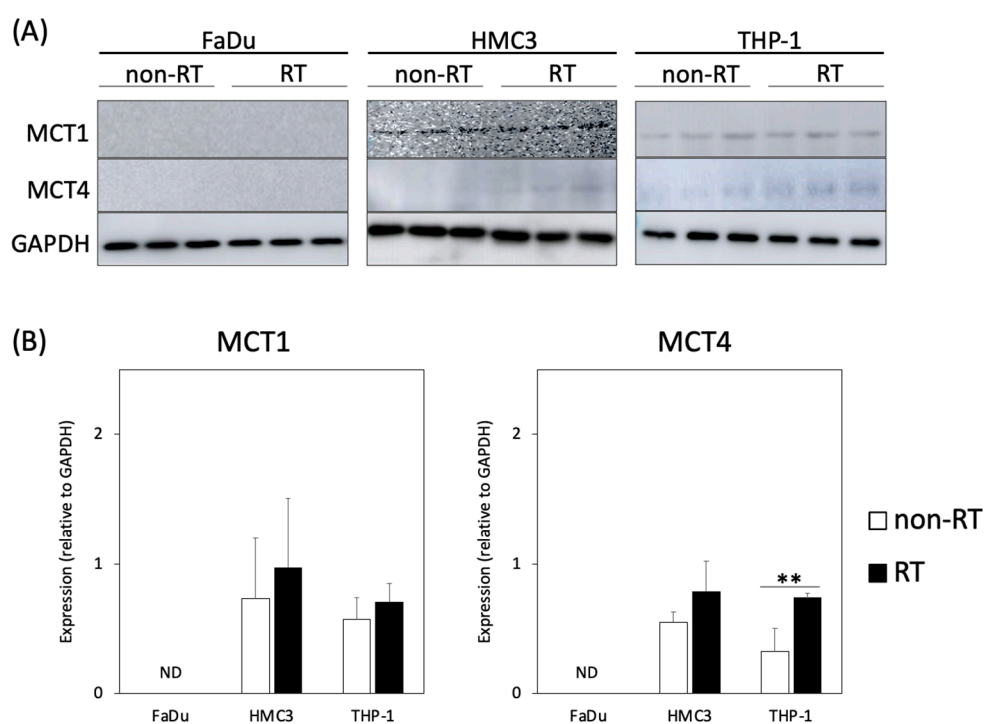 (A)
FaDu HMC3 THP-1
non-RT RT non-RT RT non-RT RT
MCT1
MCT4
GAPDH
(B)
MCT1 MCT4
Expression (relative to GAPDH)
2
1
0
ND
FaDu HMC3 THP-1
Expression (relative to GAPDH)
2
1
0
**
ND
FaDu HMC3 THP-1
non-RT
RT